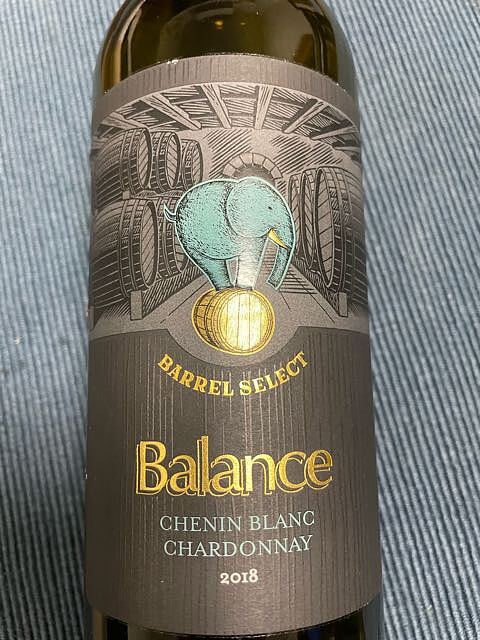 BARREL SELECT
Balance
CHENIN BLANC
CHARDONNAY
2018